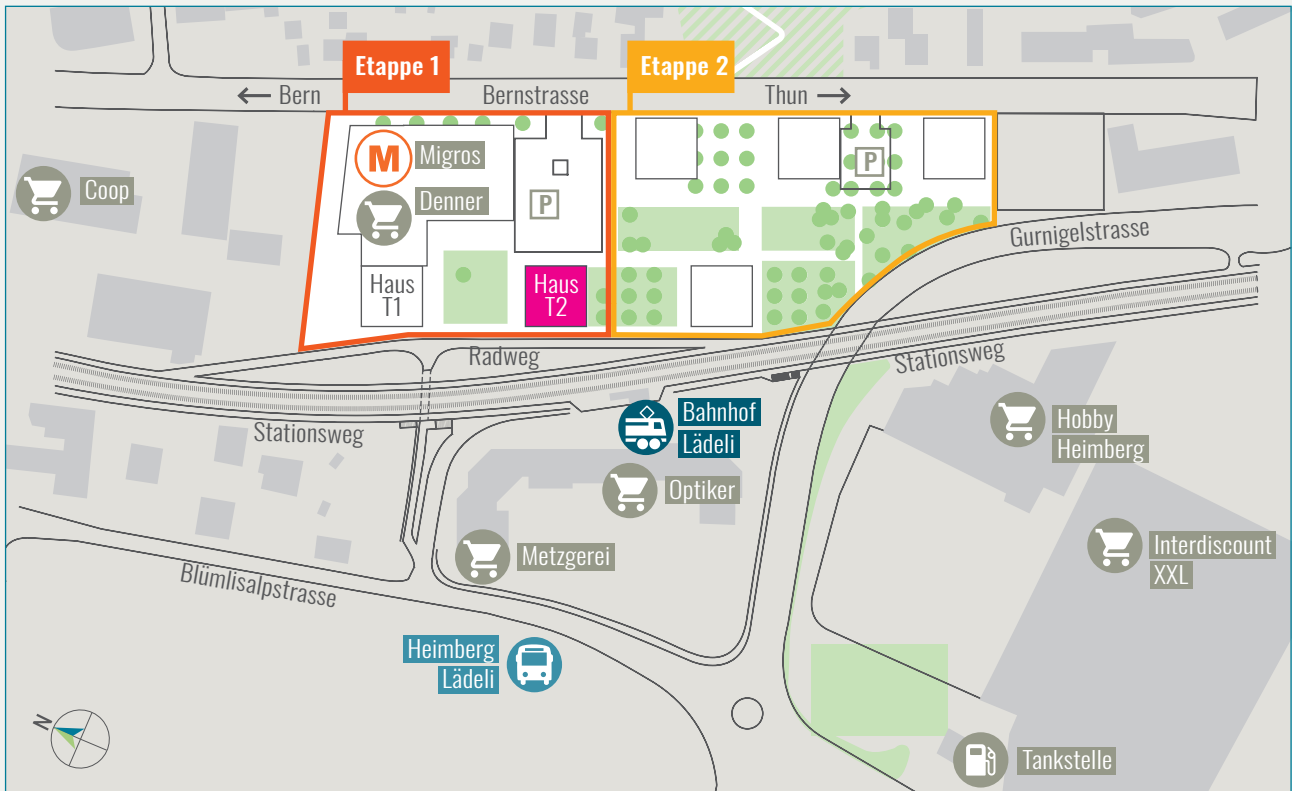 Etappe 1
Etappe 2
← Bern
Bernstrasse
Thun →
M
Migros
Coop
Denner
P
P
Haus
T1
Haus
T2
Gurnigelstrasse
Radweg
Stationsweg
Stationsweg
Bahnhof
Lädeli
Hobby
Heimberg
Optiker
Metzgerei
Interdiscount
XXL
Blümlisalpstrasse
Heimberg
Lädeli
N
Tankstelle